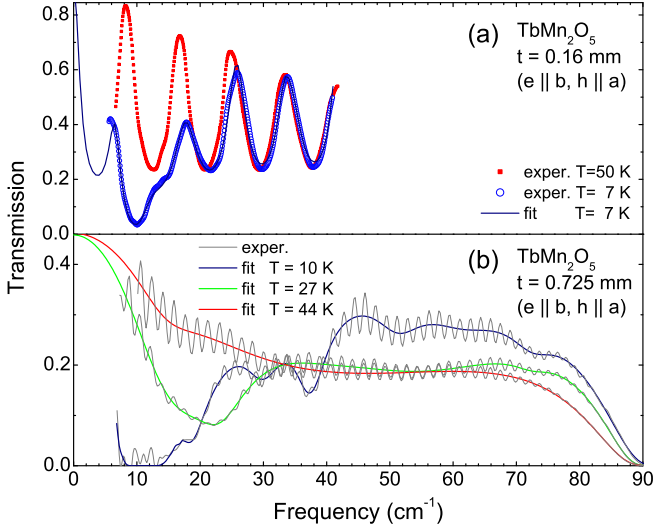 (a)
TbMn2O5
t = 0.16 mm
(e || b, h || a)
0.8
0.6
0.4
0.2
0.0
exper. T=50 K
exper. T= 7 K
fit T= 7 K
Transmission
(b)
TbMn2O5
t = 0.725 mm
(e || b, h || a)
exper.
fit T = 10 K
fit T = 27 K
fit T = 44 K
0.4
0.2
0.0
0 10 20 30 40 50 60 70 80 90
Frequency (cm-1)